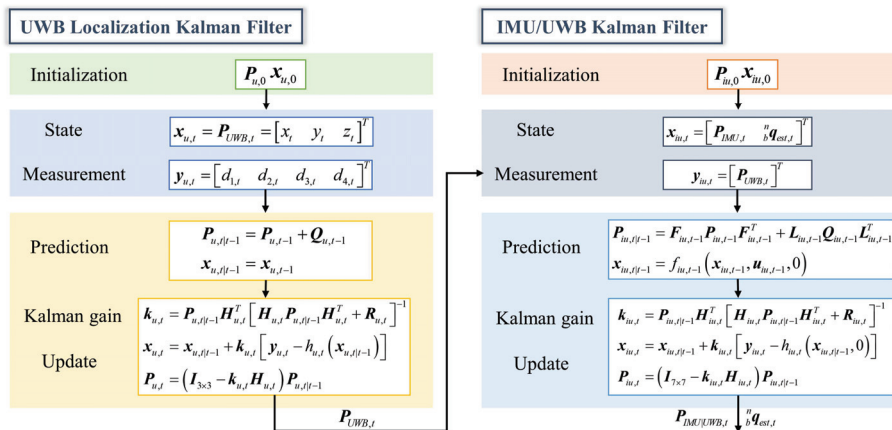 UWB Localization Kalman Filter
Initialization
P_{u,0} x_{u,0}
State
x_{u,t} = P_{UWB,t} = [x_t y_t z_t]^T
Measurement
y_{u,t} = [d_{1,t} d_{2,t} d_{3,t} d_{4,t}]^T
Prediction
P_{u,t|t-1} = P_{u,t-1} + Q_{u,t-1}
x_{u,t|t-1} = x_{u,t-1}
Kalman gain
k_{u,t} = P_{u,t|t-1} H_{u,t}^T [H_{u,t} P_{u,t|t-1} H_{u,t}^T + R_{u,t}]^{-1}
Update
x_{u,t} = x_{u,t|t-1} + k_{u,t} [y_{u,t} - h_{u,t}(x_{u,t|t-1})]
P_{u,t} = (I_{3×3} - k_{u,t} H_{u,t}) P_{u,t|t-1}
P_{UWB,t}
IMU/UWB Kalman Filter
Initialization
P_{iu,0} x_{iu,0}
State
x_{iu,t} = [P_{IMU,t} ^n_b q_{est,t}]^T
Measurement
y_{iu,t} = [P_{UWB,t}]^T
Prediction
P_{iu,t|t-1} = F_{iu,t-1} P_{iu,t-1} F_{iu,t-1}^T + L_{iu,t-1} Q_{iu,t-1} L_{iu,t-1}^T
x_{iu,t|t-1} = f_{iu,t-1}(x_{iu,t-1}, u_{iu,t-1}, 0)
Kalman gain
k_{iu,t} = P_{iu,t|t-1} H_{iu,t}^T [H_{iu,t} P_{iu,t|t-1} H_{iu,t}^T + R_{iu,t}]^{-1}
Update
x_{iu,t} = x_{iu,t|t-1} + k_{iu,t} [y_{iu,t} - h_{iu,t}(x_{iu,t|t-1}, 0)]
P_{iu,t} = (I_{7×7} - k_{iu,t} H_{iu,t}) P_{iu,t|t-1}
P_{IMU|UWB,t} ^n_b q_{est,t}